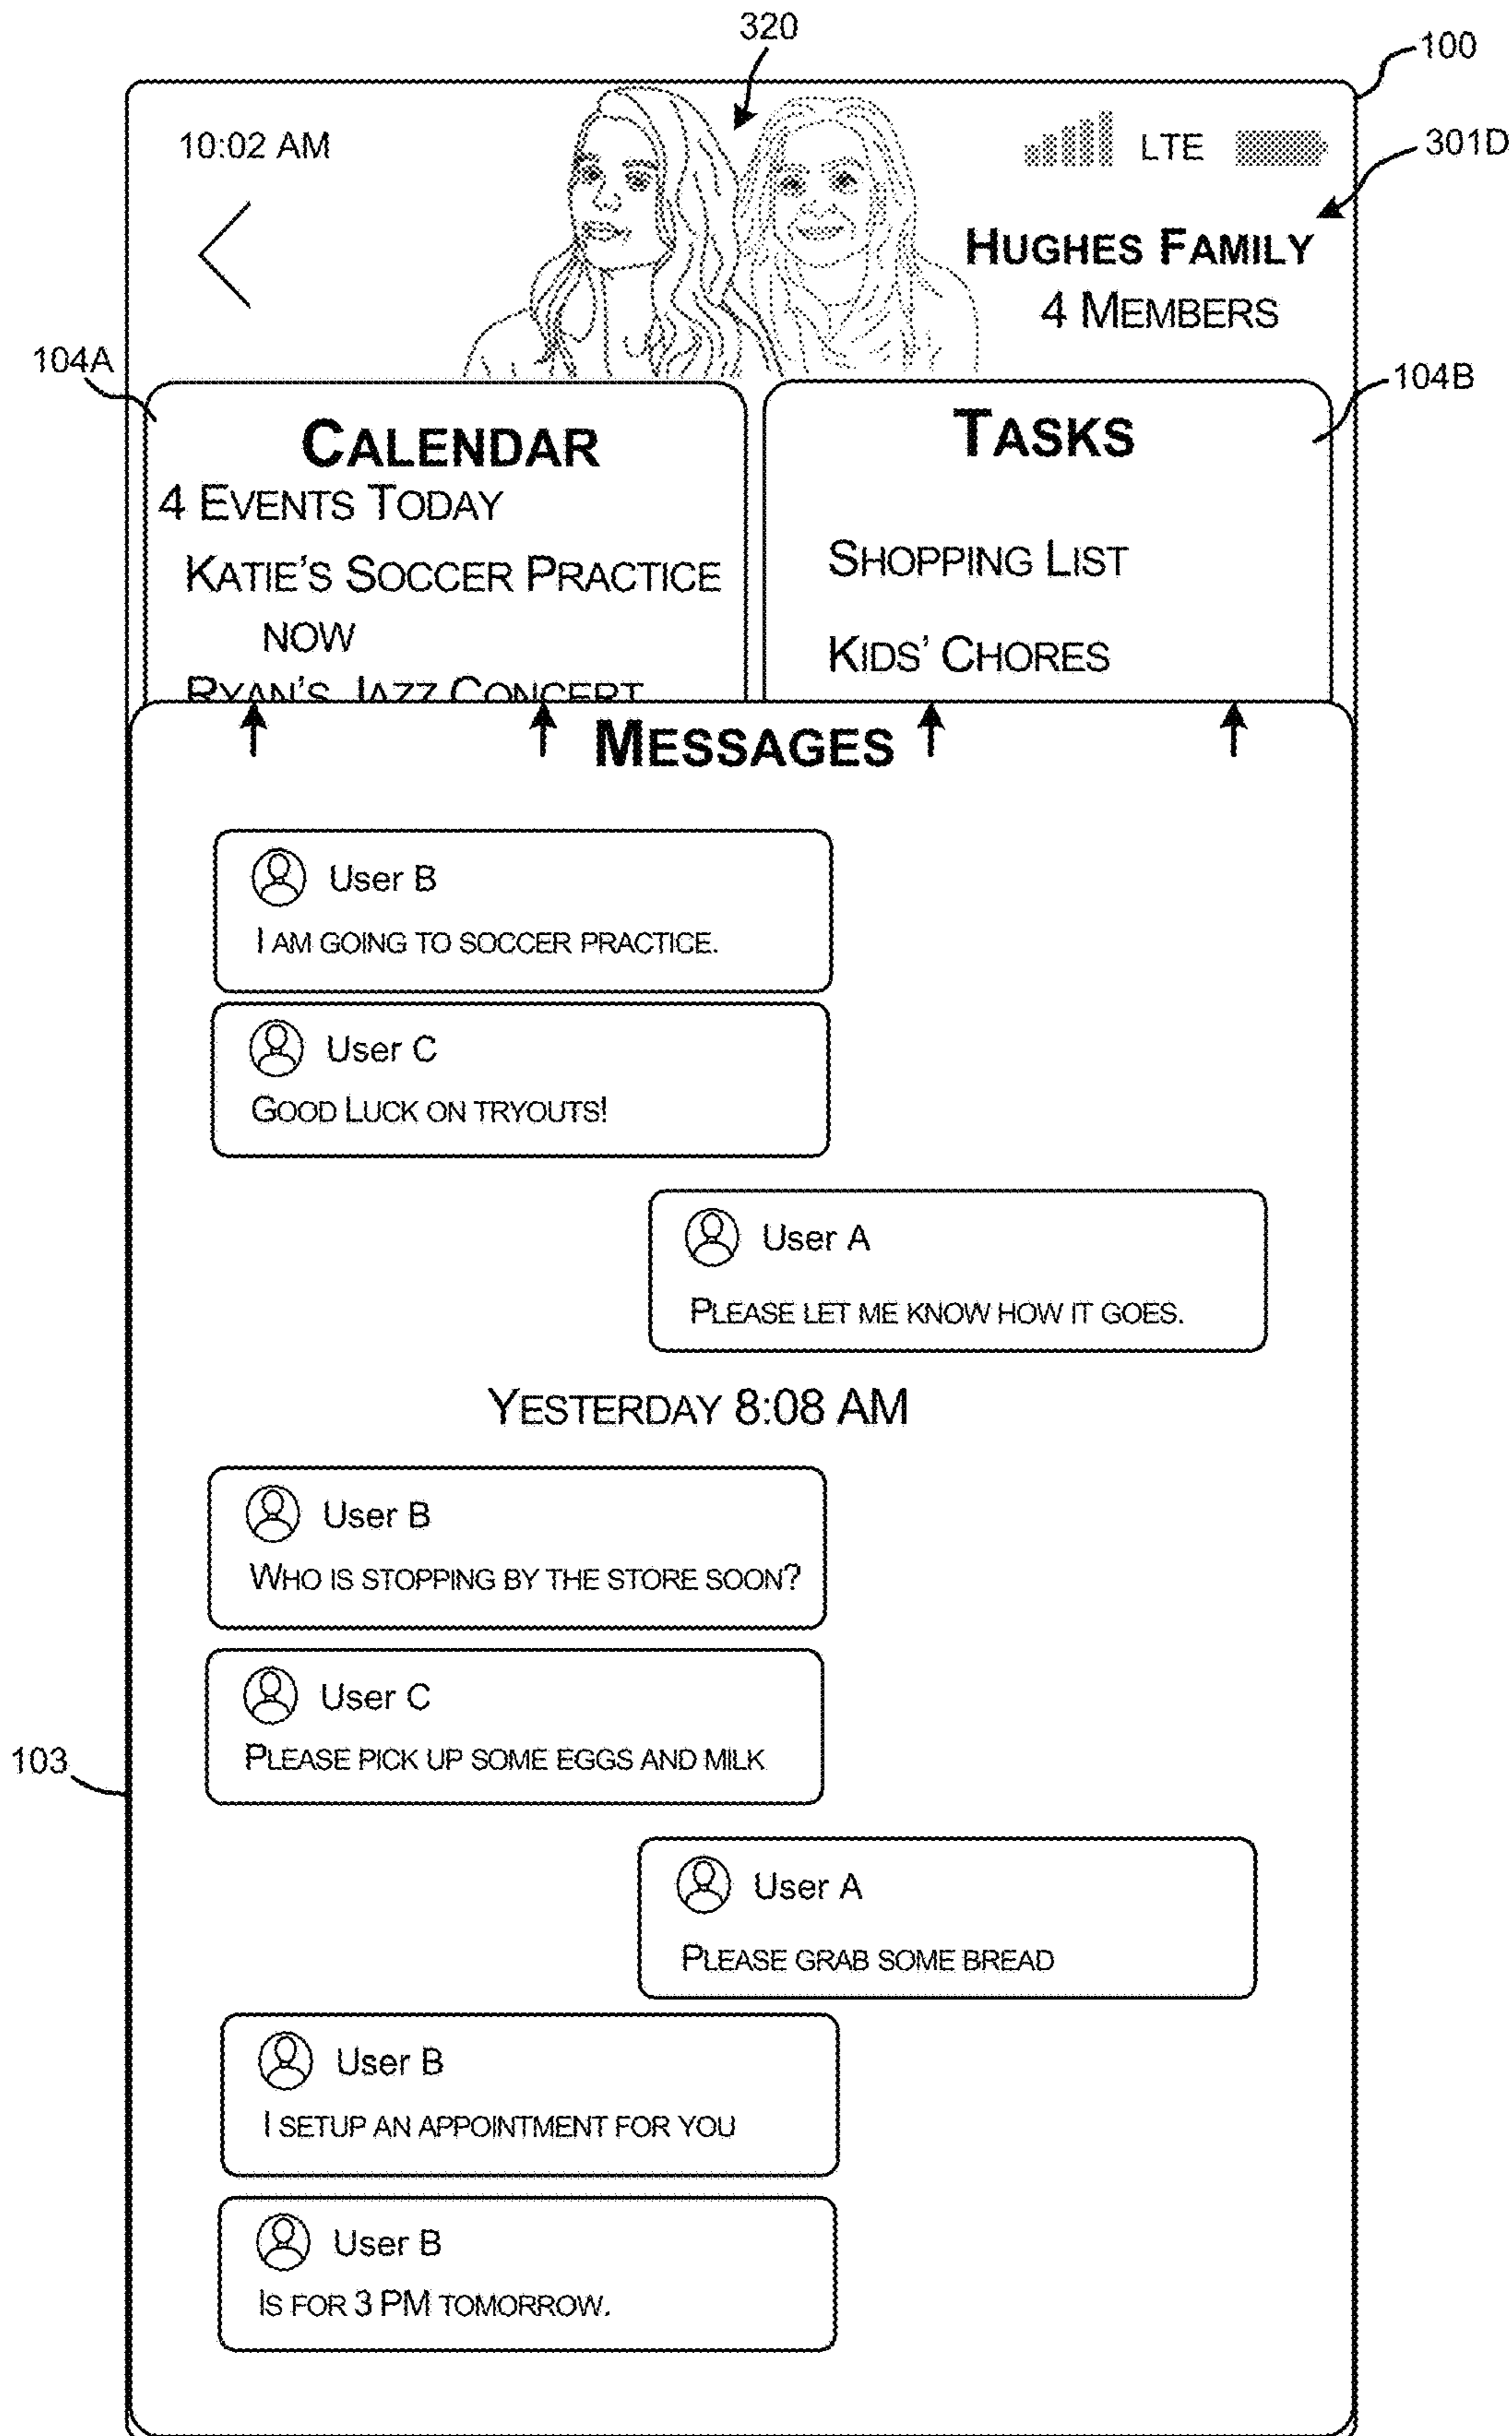 320
100
10:02 AM
LTE
301D
HUGHES FAMILY
4 MEMBERS
104A
104B
CALENDAR
4 EVENTS TODAY
KATIE'S SOCCER PRACTICE
NOW
RYAN'S JAZZ CONCERT
TASKS
SHOPPING LIST
KIDS' CHORES
MESSAGES
User B
I AM GOING TO SOCCER PRACTICE.
User C
GOOD LUCK ON TRYOUTS!
User A
PLEASE LET ME KNOW HOW IT GOES.
YESTERDAY 8:08 AM
User B
WHO IS STOPPING BY THE STORE SOON?
User C
PLEASE PICK UP SOME EGGS AND MILK
103
User A
PLEASE GRAB SOME BREAD
User B
I SETUP AN APPOINTMENT FOR YOU
User B
IS FOR 3 PM TOMORROW.